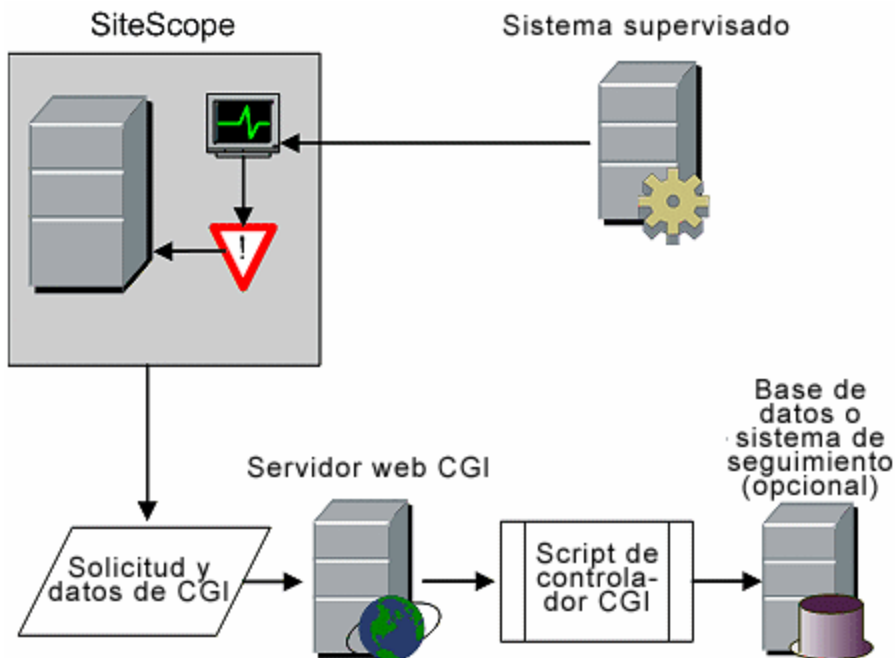 SiteScope
Sistema supervisado
!
Base de
datos o
sistema de
seguimiento
(opcional)
Servidor web CGI
Solicitud y
datos de CGI
Script de
controla-
dor CGI